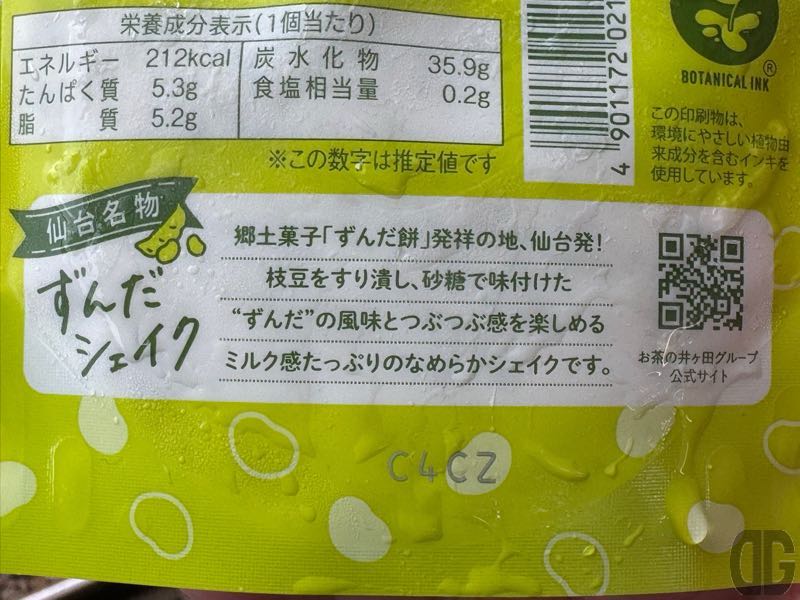 栄養成分表示(1個当たり)
エネルギー 212kcal
たんぱく質 5.3g
脂質 5.2g
炭水化物 35.9g
食塩相当量 0.2g
※この数字は推定値です
4 901172 021
BOTANICAL INK®
この印刷物は、
環境にやさしい植物由
来成分を含むインキを
使用しています。
仙台名物
ずんだ
シェイク
郷土菓子「ずんだ餅」発祥の地、仙台発!
枝豆をすり潰し、砂糖で味付けた
“ずんだ”の風味とつぶつぶ感を楽しめる
ミルク感たっぷりのなめらかシェイクです。
お茶の井ヶ田グループ
公式サイト
C4CZ
DG